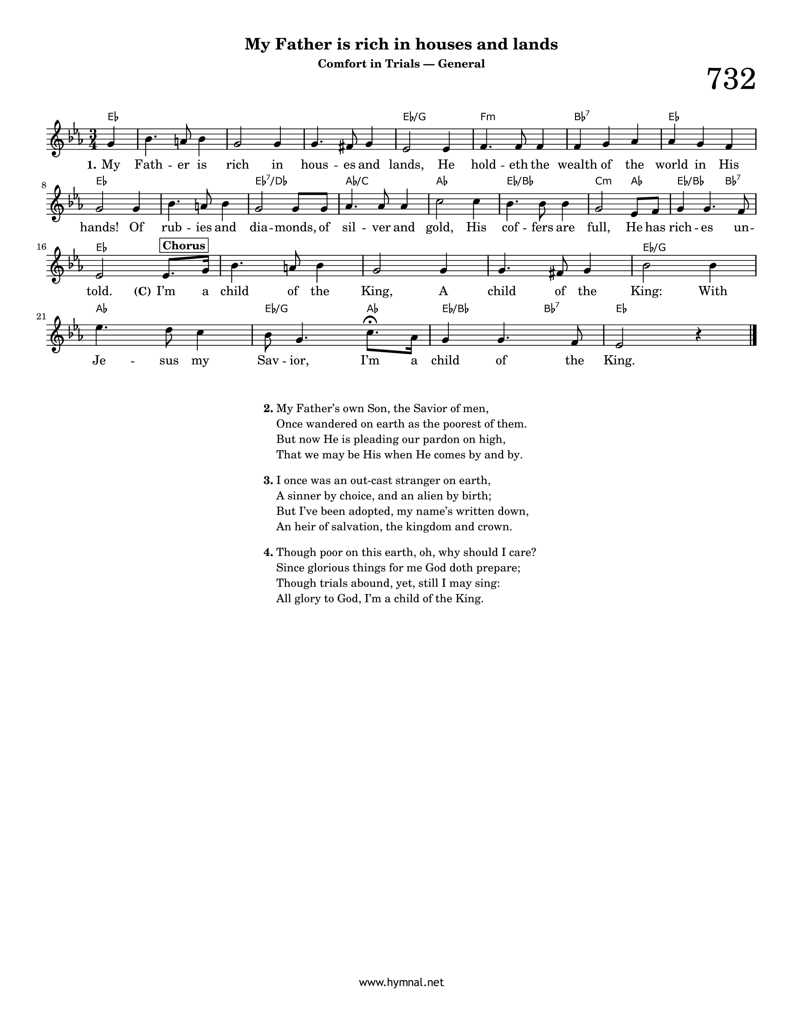 My Father is rich in houses and lands
Comfort in Trials — General
732
E♭ E♭/G Fm B♭7 E♭
1. My Fath - er is rich in hous - es and lands, He hold - eth the wealth of the world in His
8
E♭ E♭7/D♭ A♭/C A♭ E♭/B♭ Cm A♭ E♭/B♭ B♭7
hands! Of rub - ies and dia - monds, of sil - ver and gold, His cof - fers are full, He has rich - es un-
16
E♭ Chorus E♭/G
told. (C) I'm a child of the King, A child of the King: With
21
A♭ E♭/G A♭ E♭/B♭ B♭7 E♭
Je - sus my Sav - ior, I'm a child of the King.
2. My Father's own Son, the Savior of men,
Once wandered on earth as the poorest of them.
But now He is pleading our pardon on high,
That we may be His when He comes by and by.
3. I once was an out-cast stranger on earth,
A sinner by choice, and an alien by birth;
But I've been adopted, my name's written down,
An heir of salvation, the kingdom and crown.
4. Though poor on this earth, oh, why should I care?
Since glorious things for me God doth prepare;
Though trials abound, yet, still I may sing:
All glory to God, I'm a child of the King.
www.hymnal.net